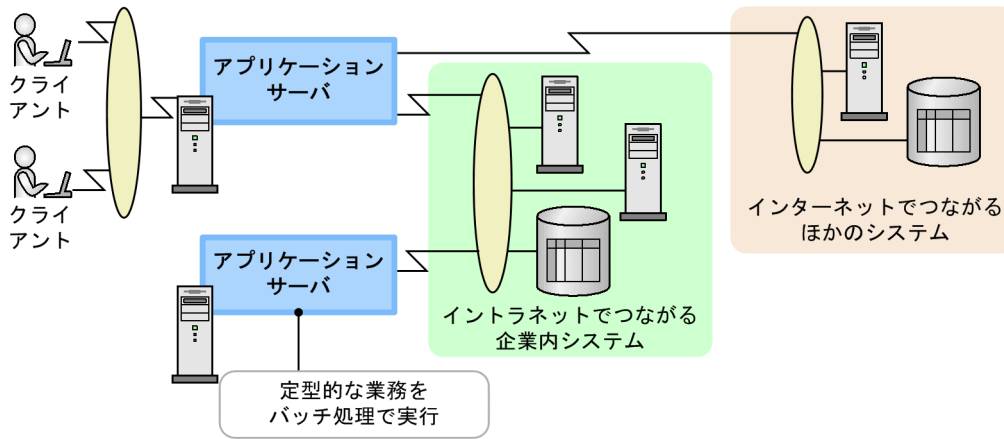 クライ
アント
クライ
アント
アプリケーション
サーバ
アプリケーション
サーバ
定型的な業務を
バッチ処理で実行
イントラネットでつながる
企業内システム
インターネットでつながる
ほかのシステム